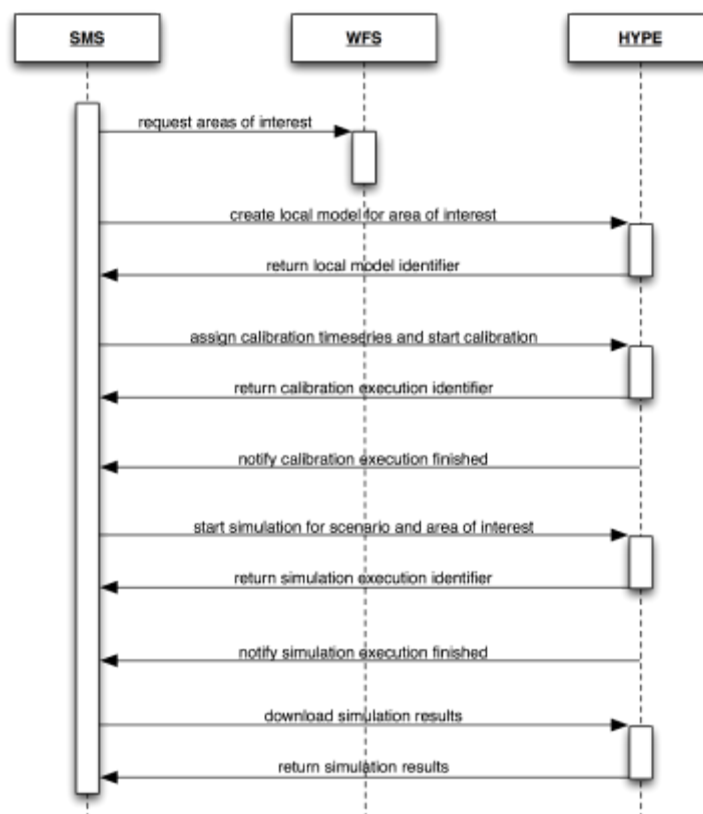 SMS
WFS
HYPE
request areas of interest
create local model for area of interest
return local model identifier
assign calibration timeseries and start calibration
return calibration execution identifier
notify calibration execution finished
start simulation for scenario and area of interest
return simulation execution identifier
notify simulation execution finished
download simulation results
return simulation results